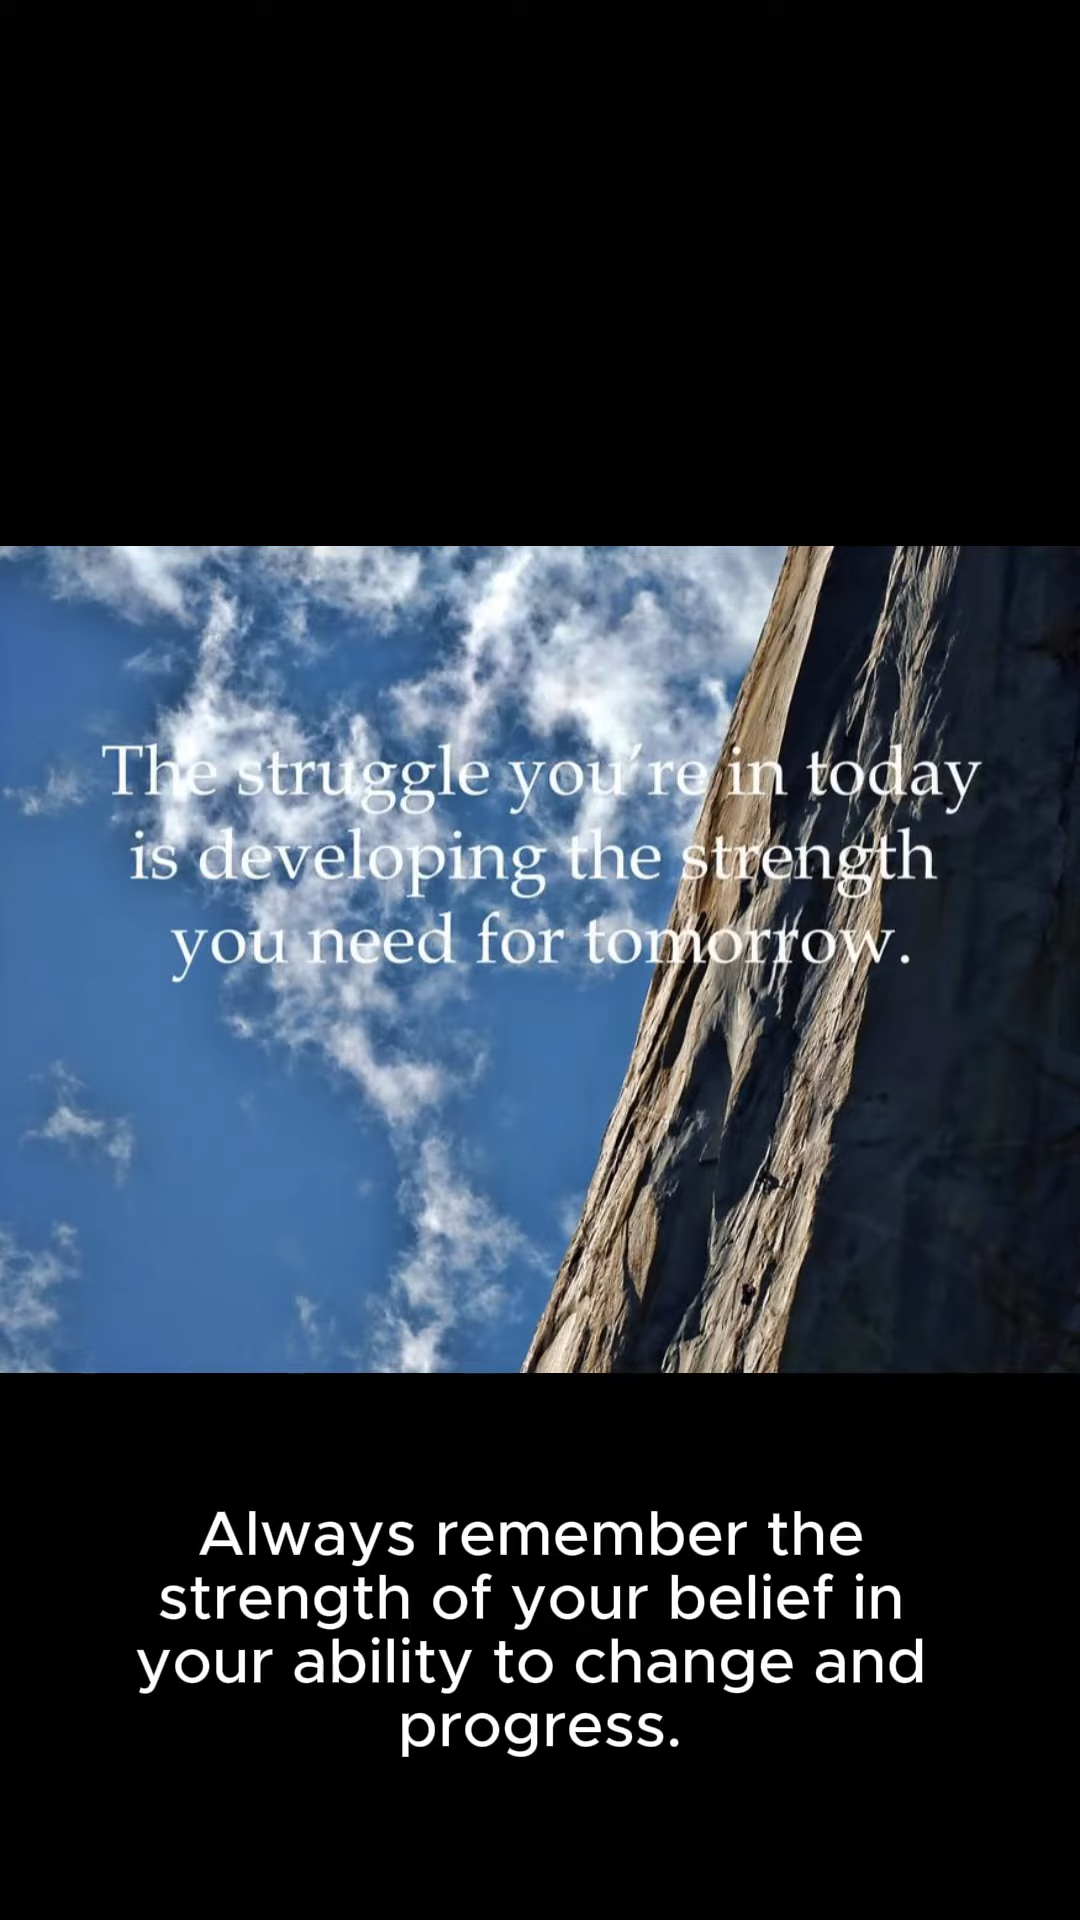 The struggle you’re in today
is developing the strength
you need for tomorrow.
Always remember the
strength of your belief in
your ability to change and
progress.